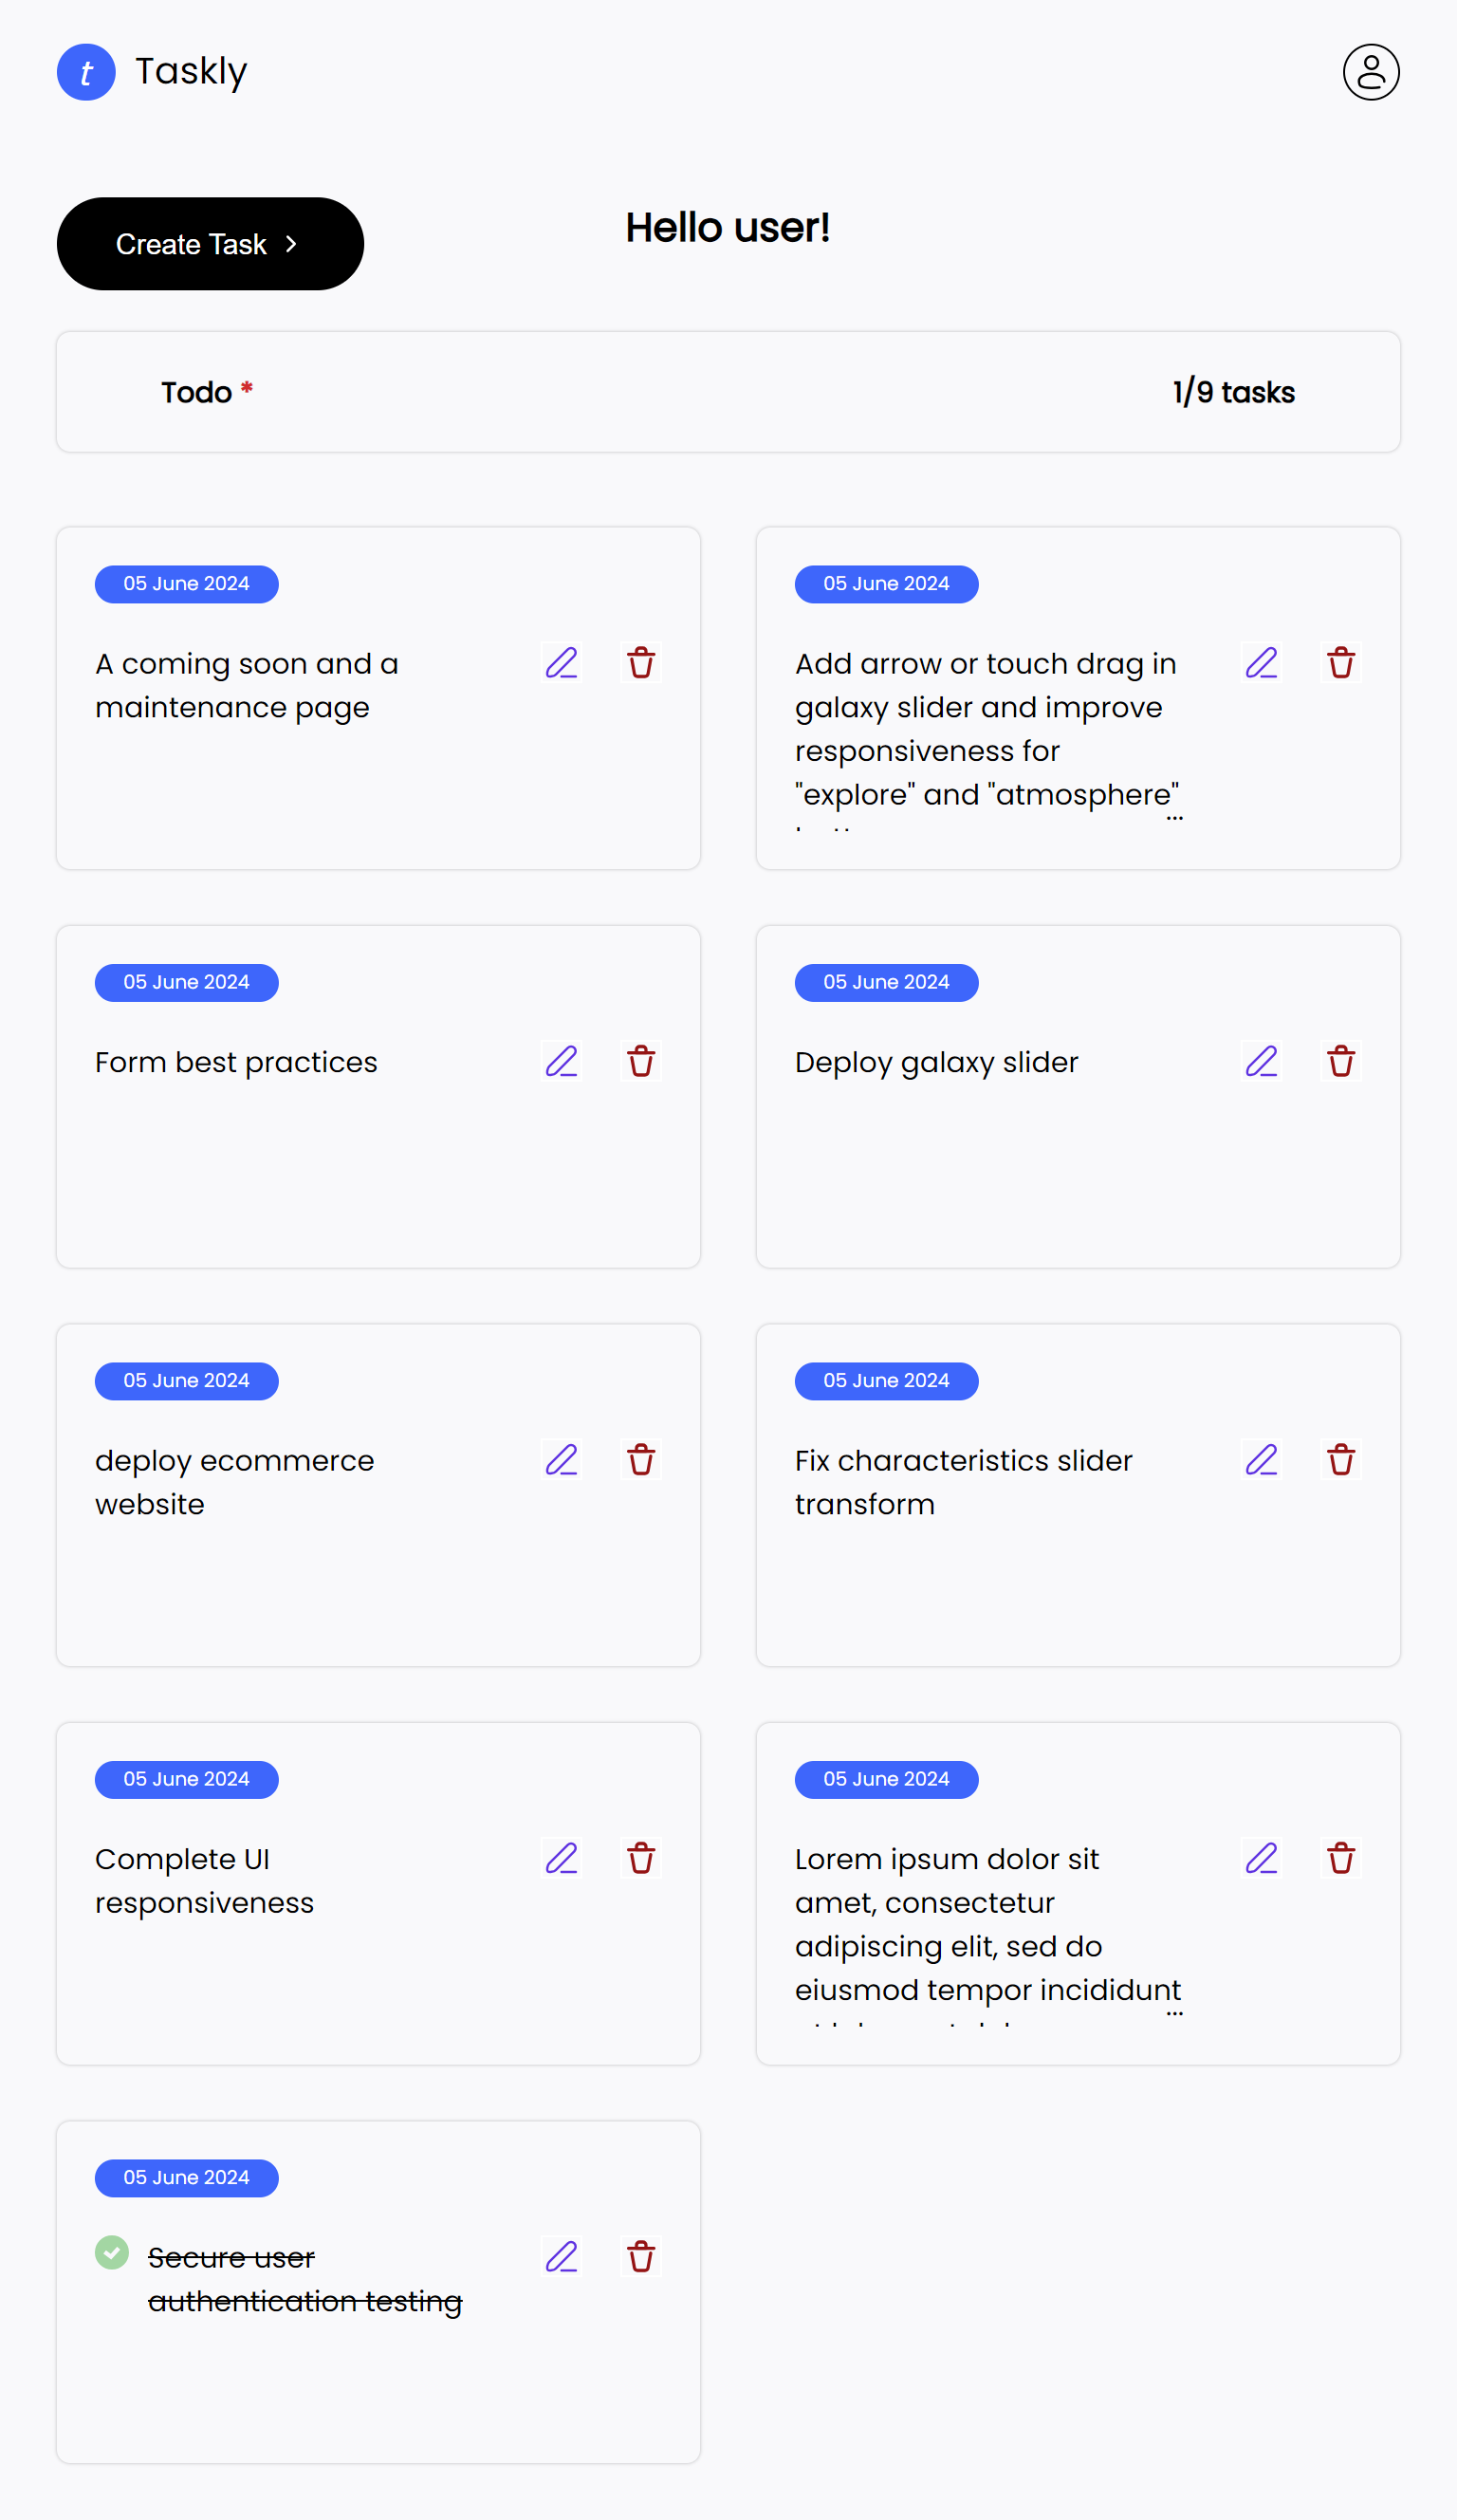 t Taskly
Create Task
Hello user!
Todo *
1/9 tasks
05 June 2024
A coming soon and a
maintenance page
05 June 2024
Add arrow or touch drag in
galaxy slider and improve
responsiveness for
"explore" and "atmosphere"
...
05 June 2024
Form best practices
05 June 2024
Deploy galaxy slider
05 June 2024
deploy ecommerce
website
05 June 2024
Fix characteristics slider
transform
05 June 2024
Complete UI
responsiveness
05 June 2024
Lorem ipsum dolor sit
amet, consectetur
adipiscing elit, sed do
eiusmod tempor incididunt
...
05 June 2024
Secure user
authentication testing